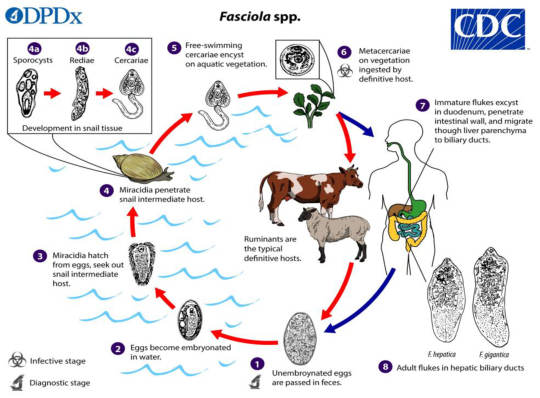 DPDx
Fasciola spp.
CDC
4a
4b
4c
Sporocysts
Rediae
Cercariae
Development in snail tissue
5
Free-swimming
cercariae encyst
on aquatic vegetation.
6
Metacercariae
on vegetation
ingested by
definitive host.
7
Immature flukes excyst
in duodenum, penetrate
intestinal wall, and migrate
though liver parenchyma
to biliary ducts.
4
Miracidia penetrate
snail intermediate host.
Ruminants are
the typical
definitive hosts.
3
Miracidia hatch
from eggs, seek out
snail intermediate
host.
F. hepatica
F. gigantica
2
Eggs become embryonated
in water.
1
Unembroynated eggs
are passed in feces.
8
Adult flukes in hepatic biliary ducts
Infective stage
Diagnostic stage